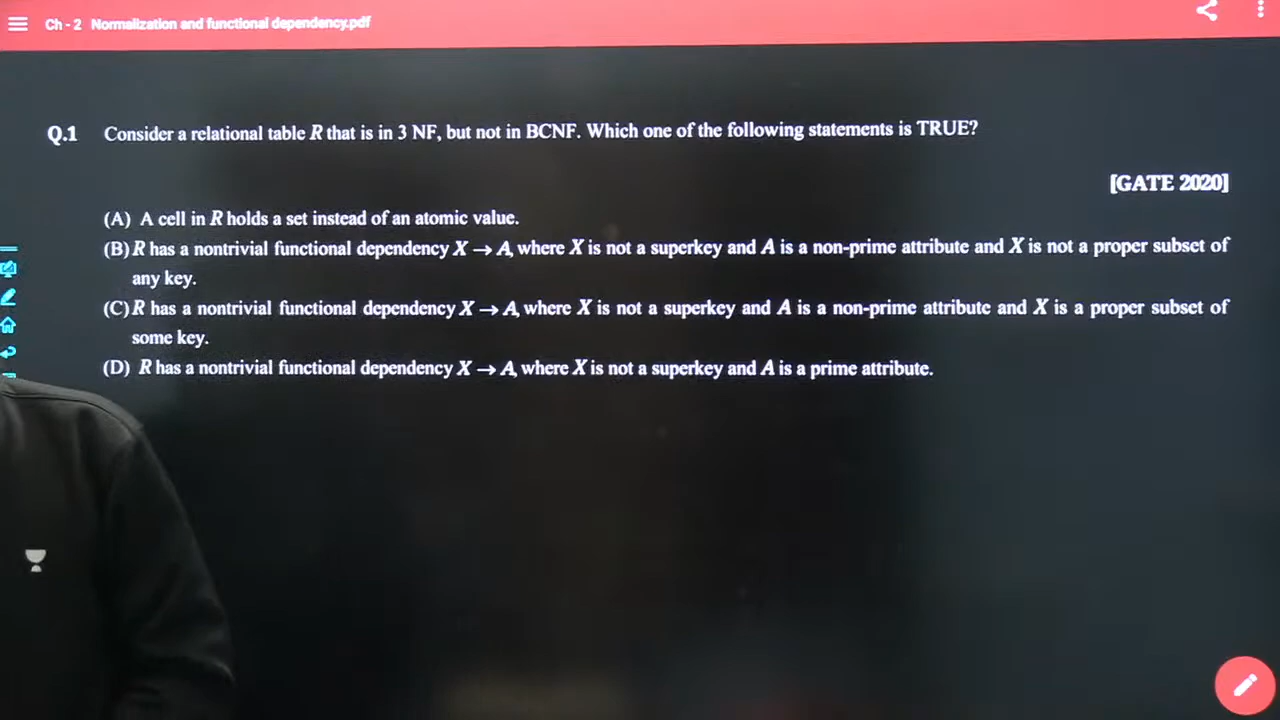 Ch - 2 Normalization and functional dependency.pdf
Q.1 Consider a relational table R that is in 3 NF, but not in BCNF. Which one of the following statements is TRUE?
[GATE 2020]
(A) A cell in R holds a set instead of an atomic value.
(B) R has a nontrivial functional dependency X → A, where X is not a superkey and A is a non-prime attribute and X is not a proper subset of
any key.
(C) R has a nontrivial functional dependency X → A, where X is not a superkey and A is a non-prime attribute and X is a proper subset of
some key.
(D) R has a nontrivial functional dependency X → A, where X is not a superkey and A is a prime attribute.